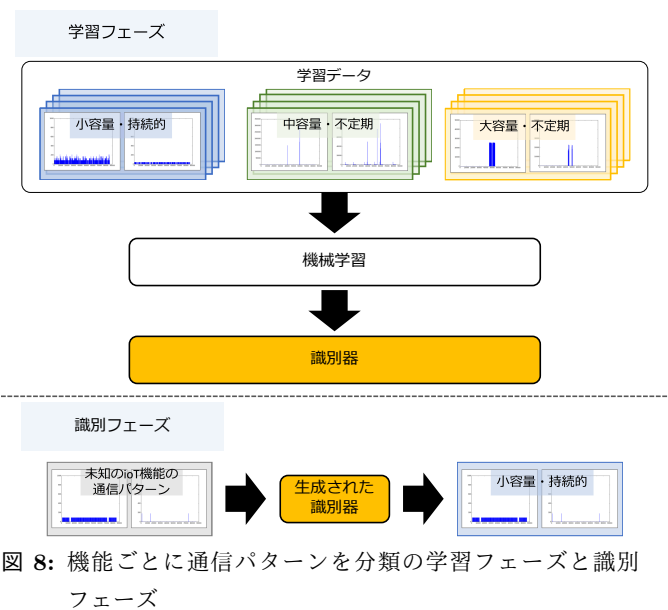 学習フェーズ
学習データ
小容量・持続的
中容量・不定期
大容量・不定期
機械学習
識別器
識別フェーズ
未知のIoT機能の
通信パターン
生成された
識別器
小容量・持続的
図 8: 機能ごとに通信パターンを分類の学習フェーズと識別
フェーズ